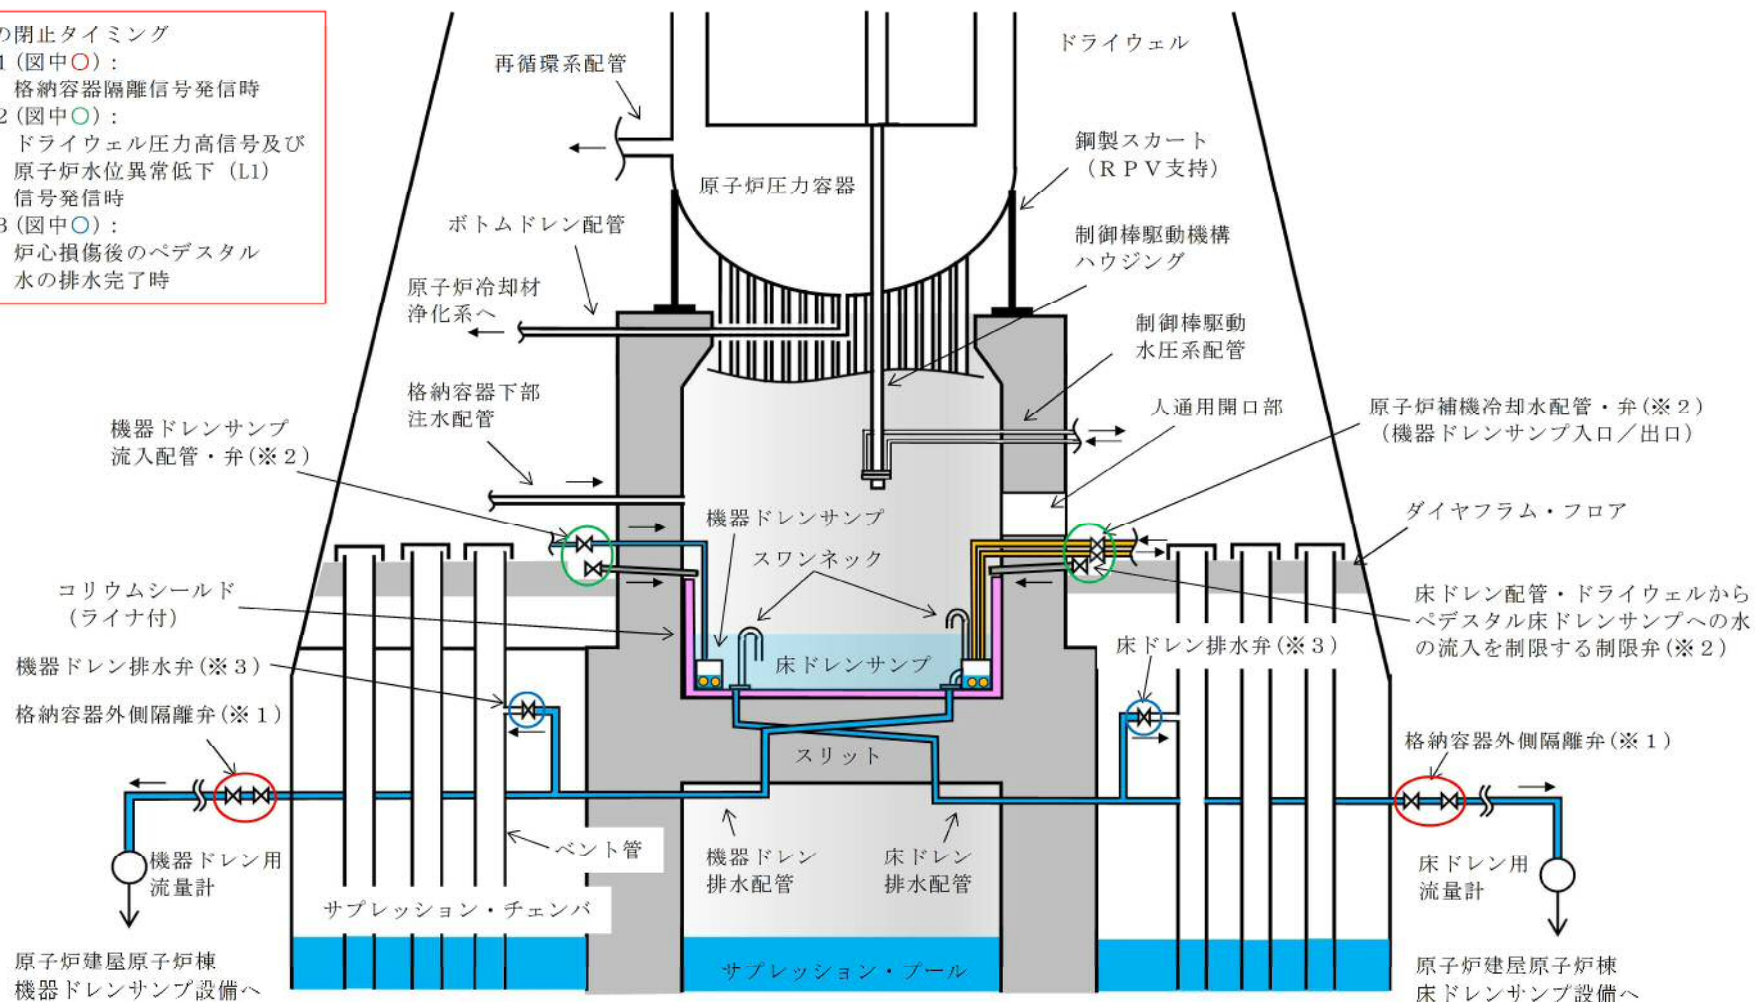 の閉止タイミング
1 (図中○)：
格納容器隔離信号発信時
2 (図中○)：
ドライウェル圧力高信号及び
原子炉水位異常低下（L1）
信号発信時
3 (図中○)：
炉心損傷後のペデスタル
水の排水完了時
再循環系配管
ドライウェル
原子炉圧力容器
鋼製スカート
（ＲＰＶ支持）
ボトムドレン配管
制御棒駆動機構
ハウジング
原子炉冷却材
浄化系へ
制御棒駆動
水圧系配管
格納容器下部
注水配管
人通用開口部
原子炉補機冷却水配管・弁(※２)
（機器ドレンサンプ入口／出口）
機器ドレンサンプ
流入配管・弁(※２)
機器ドレンサンプ
スワンネック
ダイヤフラム・フロア
コリウムシールド
（ライナ付）
床ドレン配管・ドライウェルから
ペデスタル床ドレンサンプへの水
の流入を制限する制限弁(※２)
機器ドレン排水弁(※３)
床ドレンサンプ
床ドレン排水弁(※３)
格納容器外側隔離弁(※１)
スリット
格納容器外側隔離弁(※１)
機器ドレン用
流量計
ベント管
機器ドレン
排水配管
床ドレン
排水配管
床ドレン用
流量計
サプレッション・チェンバ
サプレッション・プール
原子炉建屋原子炉棟
機器ドレンサンプ設備へ
原子炉建屋原子炉棟
床ドレンサンプ設備へ